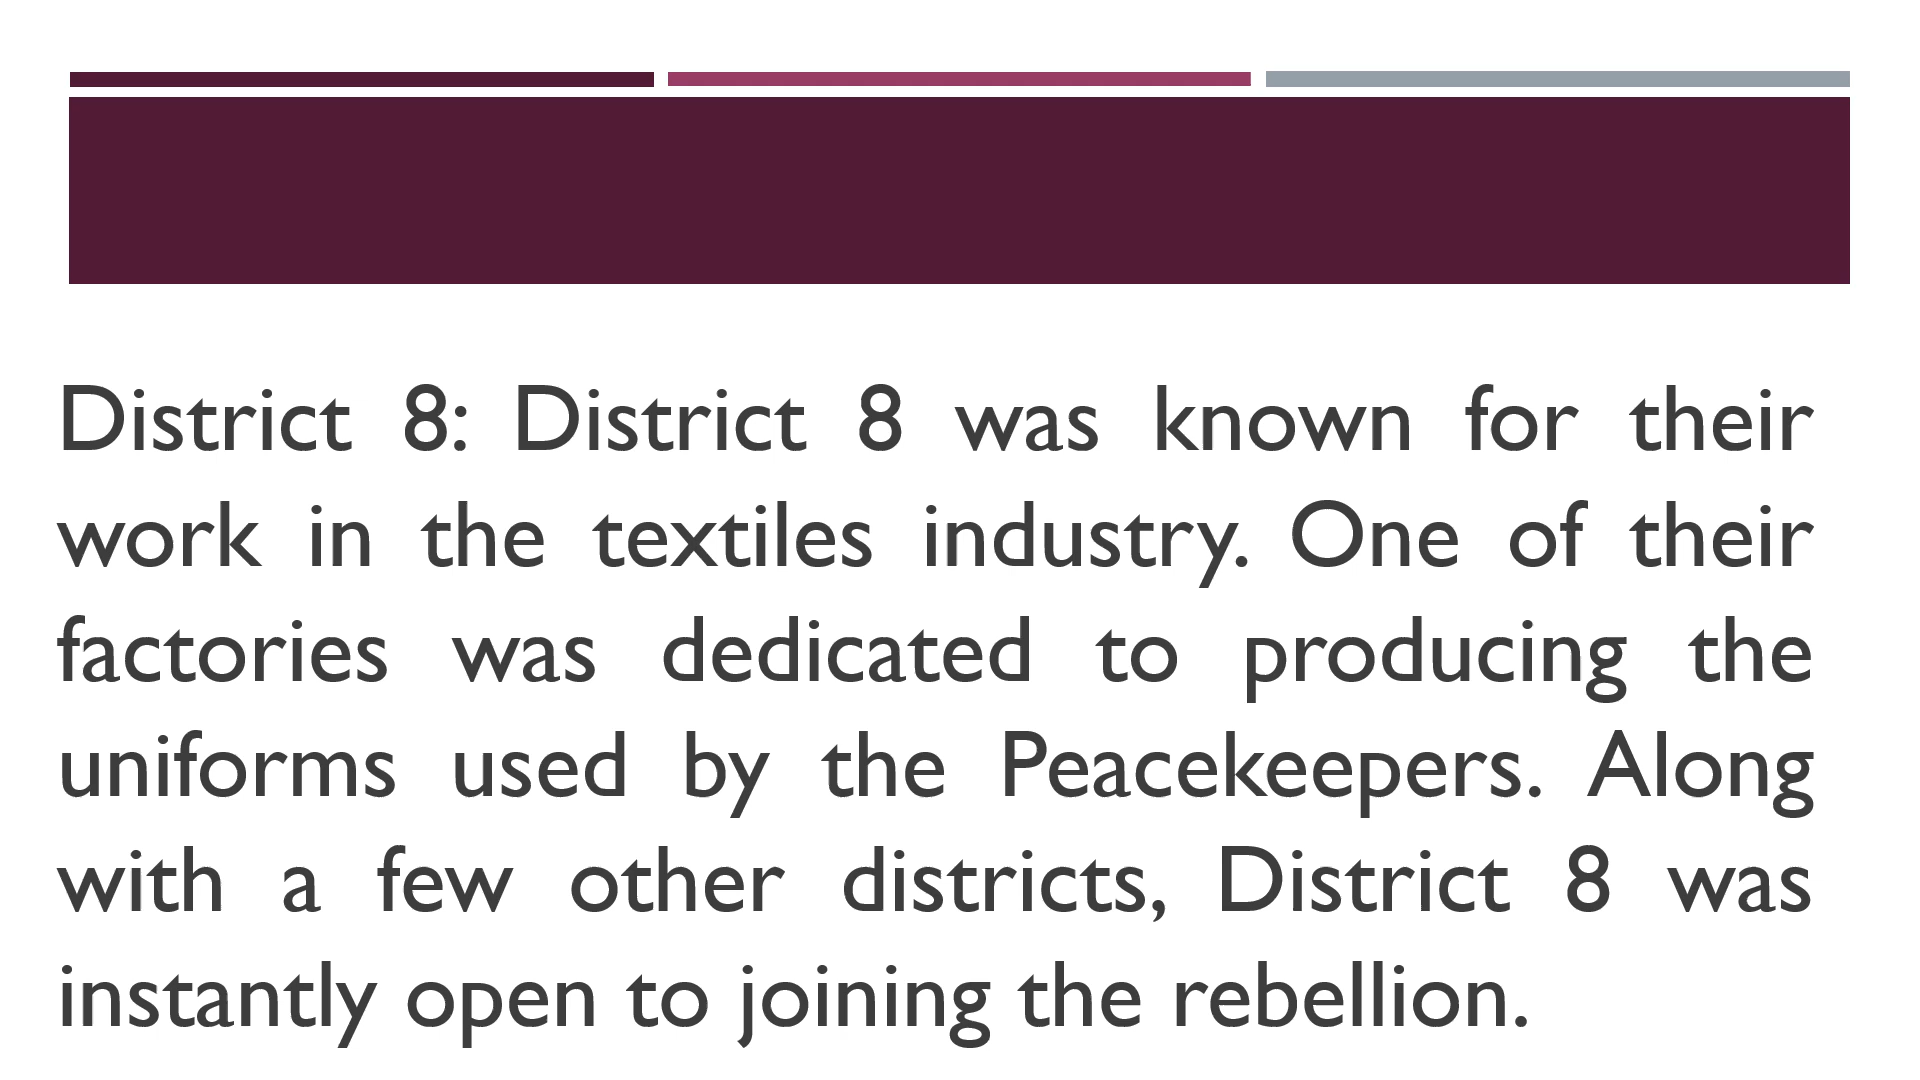 District 8: District 8 was known for their
work in the textiles industry. One of their
factories was dedicated to producing the
uniforms used by the Peacekeepers. Along
with a few other districts, District 8 was
instantly open to joining the rebellion.